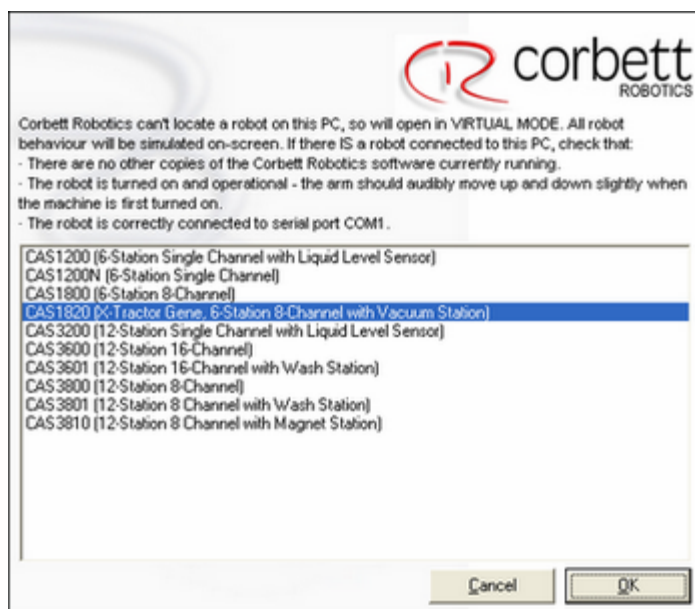 corbett
ROBOTICS
Corbett Robotics can't locate a robot on this PC, so will open in VIRTUAL MODE. All robot
behaviour will be simulated on-screen. If there IS a robot connected to this PC, check that:
- There are no other copies of the Corbett Robotics software currently running.
- The robot is turned on and operational - the arm should audibly move up and down slightly when
the machine is first turned on.
- The robot is correctly connected to serial port COM1.
CAS1200 (6-Station Single Channel with Liquid Level Sensor)
CAS1200N (6-Station Single Channel)
CAS1800 (6-Station 8-Channel)
CAS1820 (X-Tractor Gene, 6-Station 8-Channel with Vacuum Station)
CAS3200 (12-Station Single Channel with Liquid Level Sensor)
CAS3600 (12-Station 16-Channel)
CAS3601 (12-Station 16-Channel with Wash Station)
CAS3800 (12-Station 8-Channel)
CAS3801 (12-Station 8 Channel with Wash Station)
CAS3810 (12-Station 8 Channel with Magnet Station)
Cancel OK